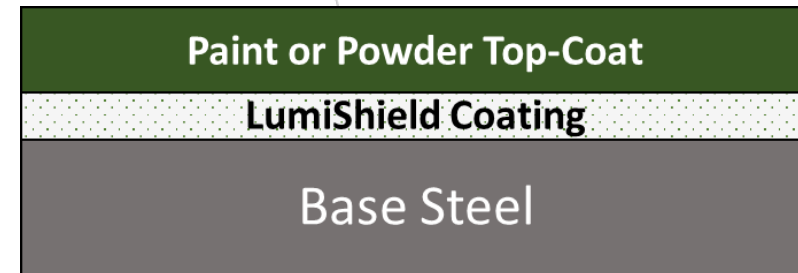 Paint or Powder Top-Coat
LumiShield Coating
Base Steel